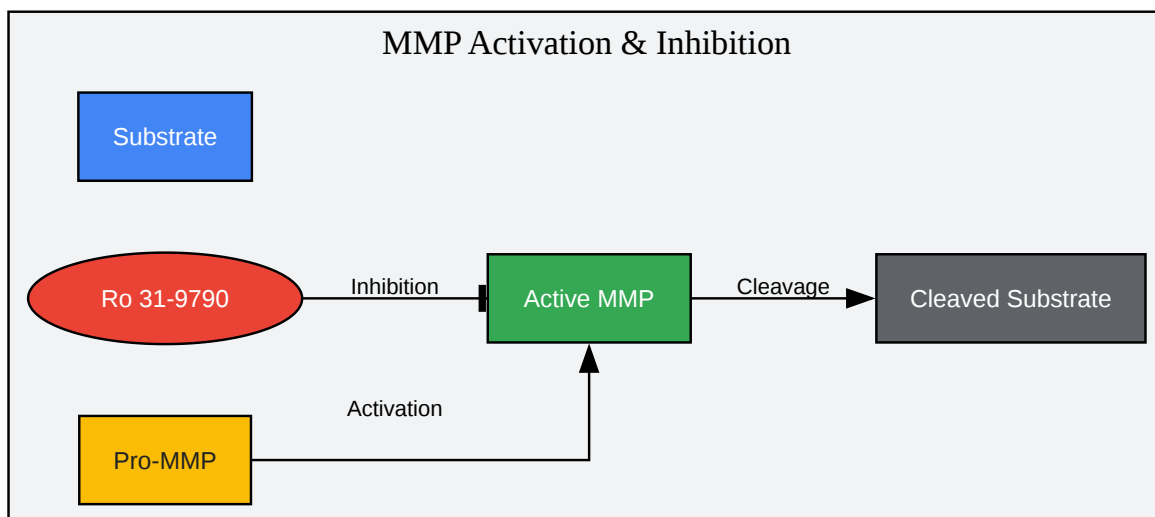 MMP Activation & Inhibition
Substrate
Ro 31-9790
Inhibition
Active MMP
Cleavage
Cleaved Substrate
Activation
Pro-MMP